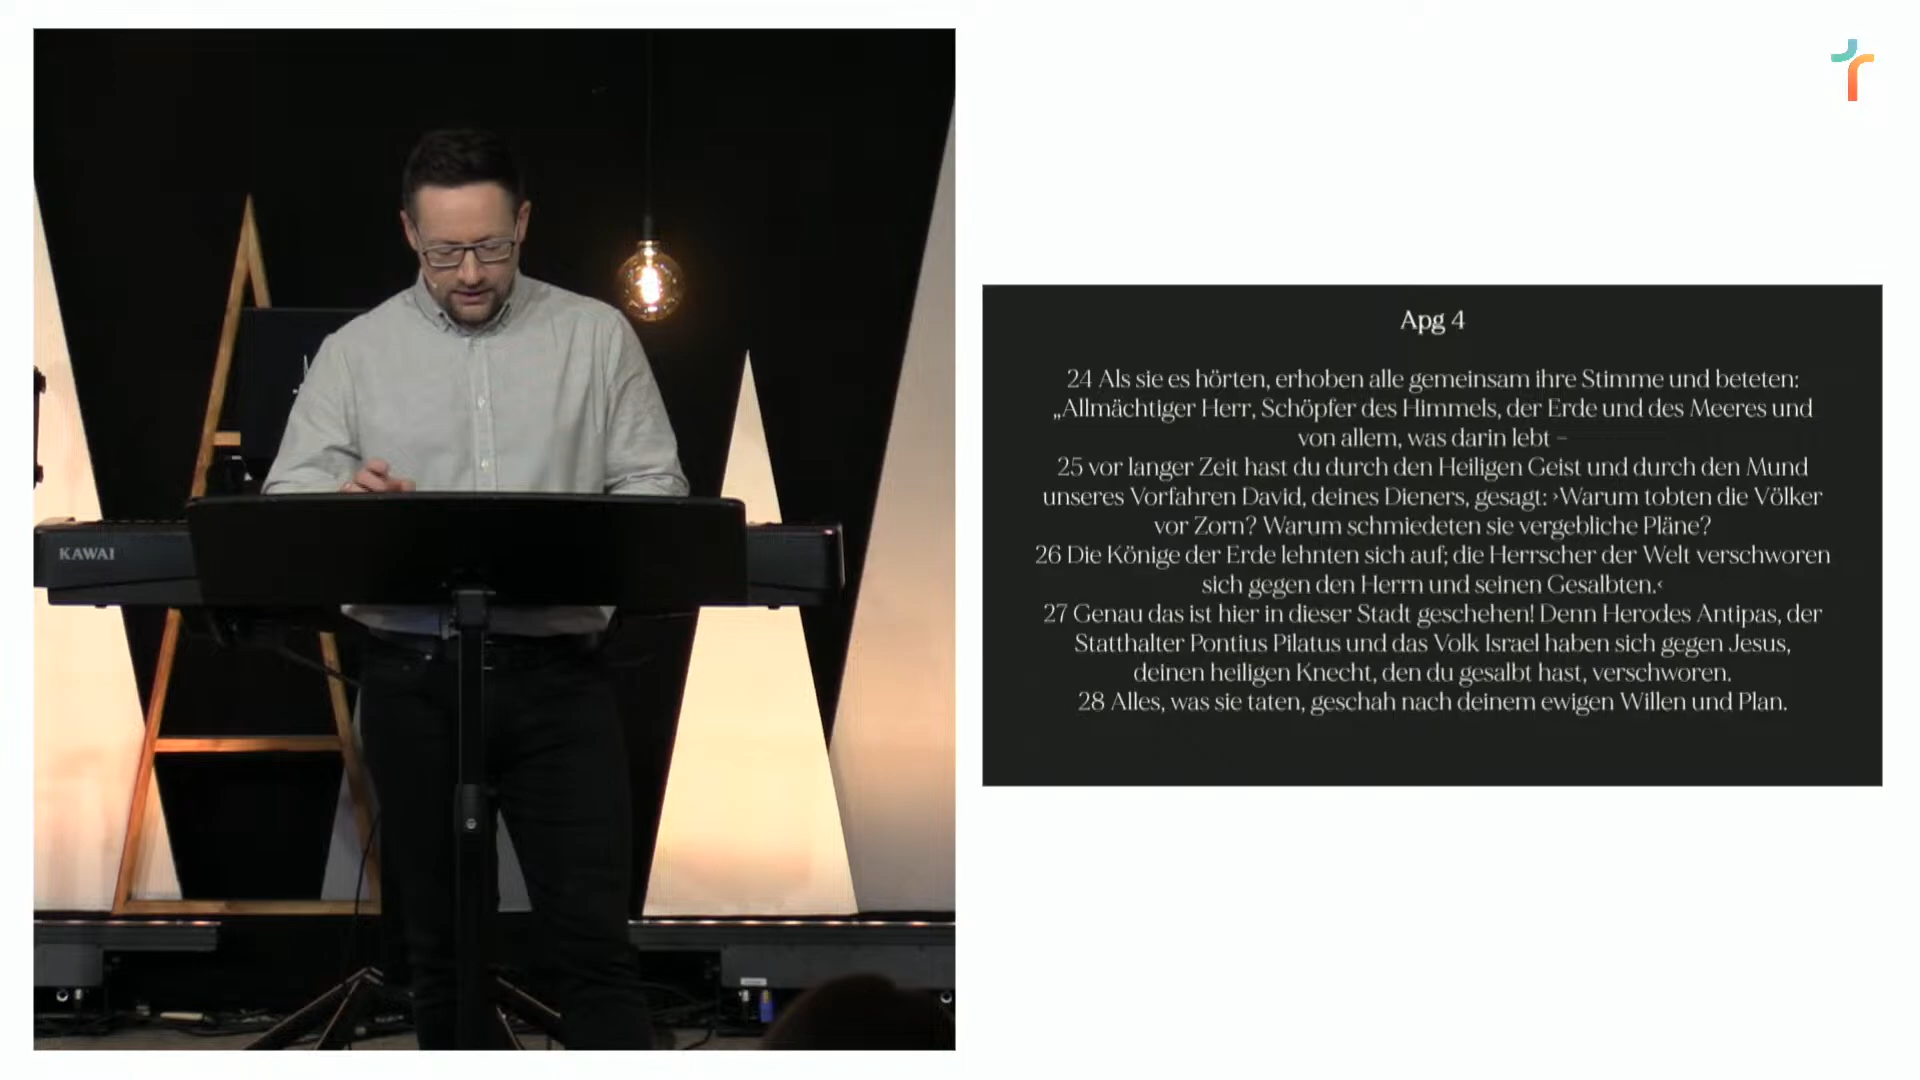 Apg 4
24 Als sie es hörten, erhoben alle gemeinsam ihre Stimme und beteten:
„Allmächtiger Herr, Schöpfer des Himmels, der Erde und des Meeres und
von allem, was darin lebt –
25 vor langer Zeit hast du durch den Heiligen Geist und durch den Mund
unseres Vorfahren David, deines Dieners, gesagt: ›Warum tobten die Völker
vor Zorn? Warum schmiedeten sie vergebliche Pläne?
26 Die Könige der Erde lehnten sich auf; die Herrscher der Welt verschworen
sich gegen den Herrn und seinen Gesalbten.‹
27 Genau das ist hier in dieser Stadt geschehen! Denn Herodes Antipas, der
Statthalter Pontius Pilatus und das Volk Israel haben sich gegen Jesus,
deinen heiligen Knecht, den du gesalbt hast, verschworen.
28 Alles, was sie taten, geschah nach deinem ewigen Willen und Plan.
KAWAI